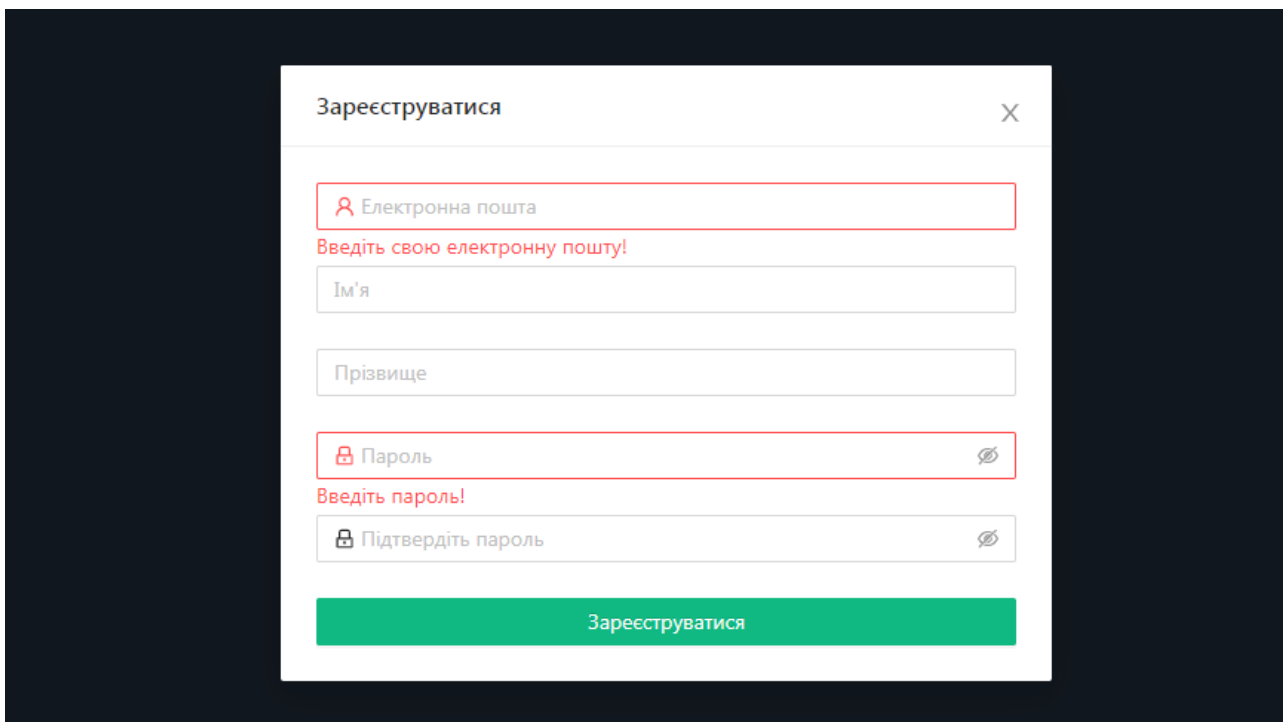 Зареєструватися
X
Електронна пошта
Введіть свою електронну пошту!
Ім'я
Прізвище
Пароль
Введіть пароль!
Підтвердіть пароль
Зареєструватися